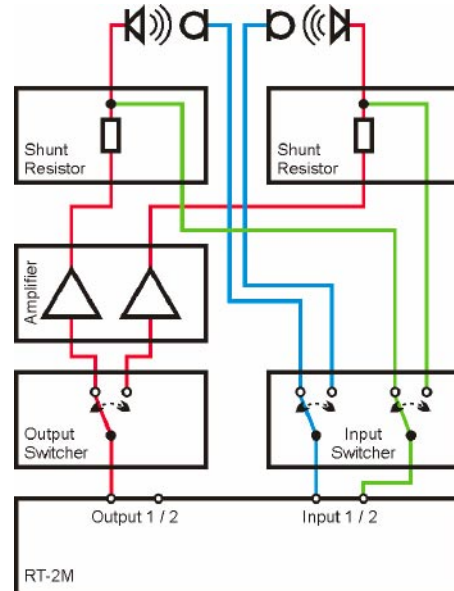 Shunt
Resistor
Shunt
Resistor
Amplifier
Output
Switcher
Input
Switcher
Output 1 / 2
Input 1 / 2
RT-2M